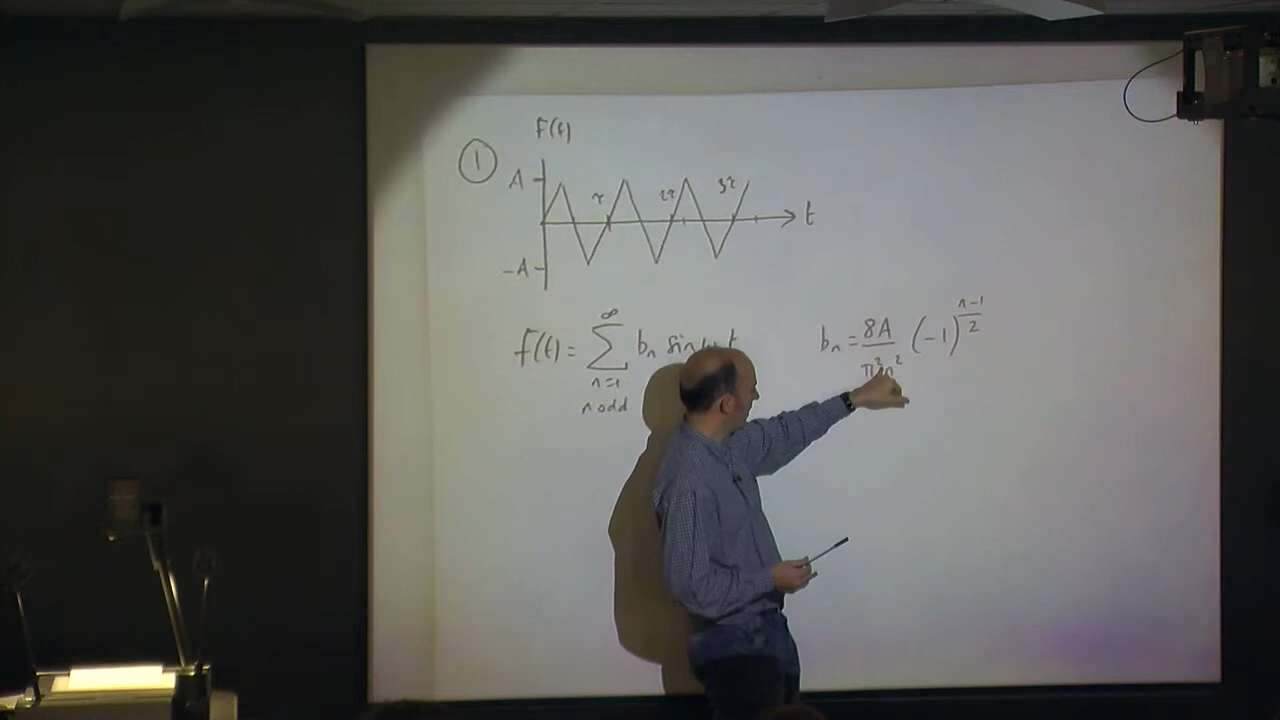 ①
F(t)
A
τ 2τ 3τ
t
-A
F(t) = ∑ bₙ sin ωₙt
∞
n=1
n odd
bₙ = 8A/π²n² (-1)^((n-1)/2)